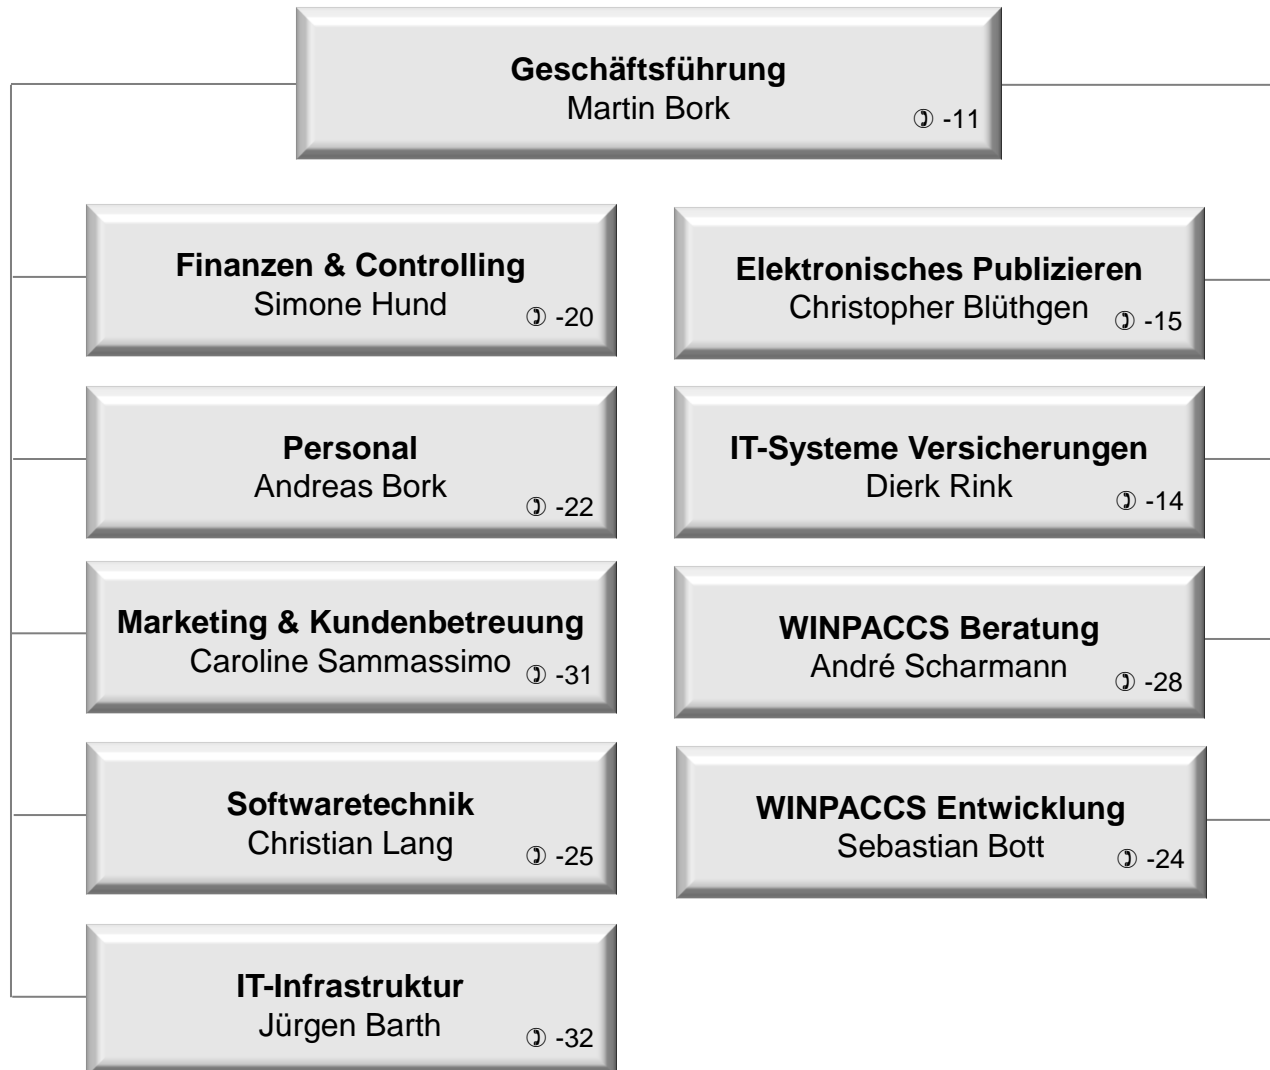 Geschäftsführung
Martin Bork
✆ -11
Finanzen & Controlling
Simone Hund
✆ -20
Personal
Andreas Bork
✆ -22
Marketing & Kundenbetreuung
Caroline Sammassimo
✆ -31
Softwaretechnik
Christian Lang
✆ -25
IT-Infrastruktur
Jürgen Barth
✆ -32
Elektronisches Publizieren
Christopher Blüthgen
✆ -15
IT-Systeme Versicherungen
Dierk Rink
✆ -14
WINPACCS Beratung
André Scharmann
✆ -28
WINPACCS Entwicklung
Sebastian Bott
✆ -24